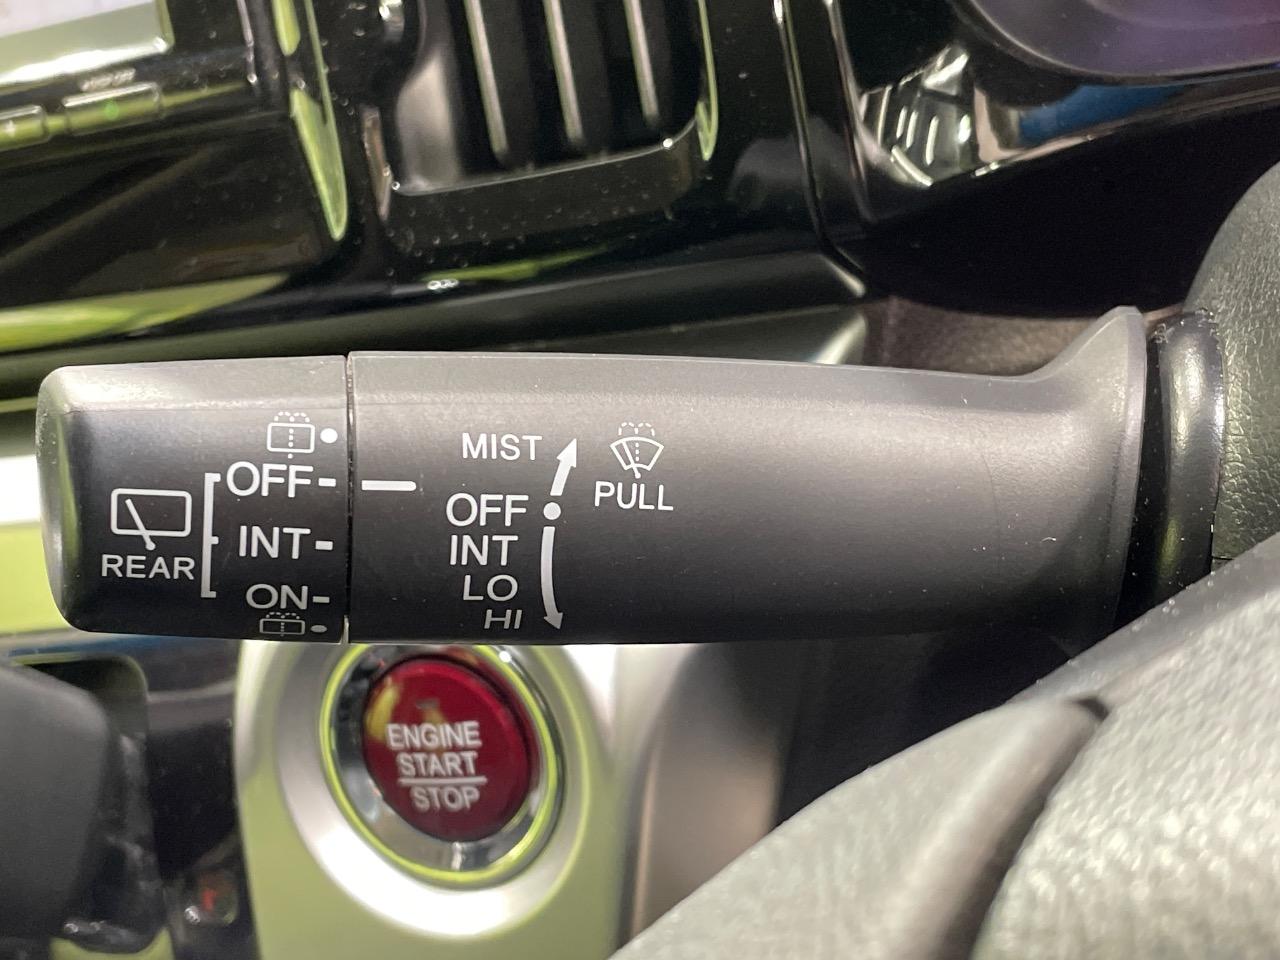 OFF
INT
ON
REAR
MIST
OFF
INT
LO
HI
PULL
ENGINE
START
STOP